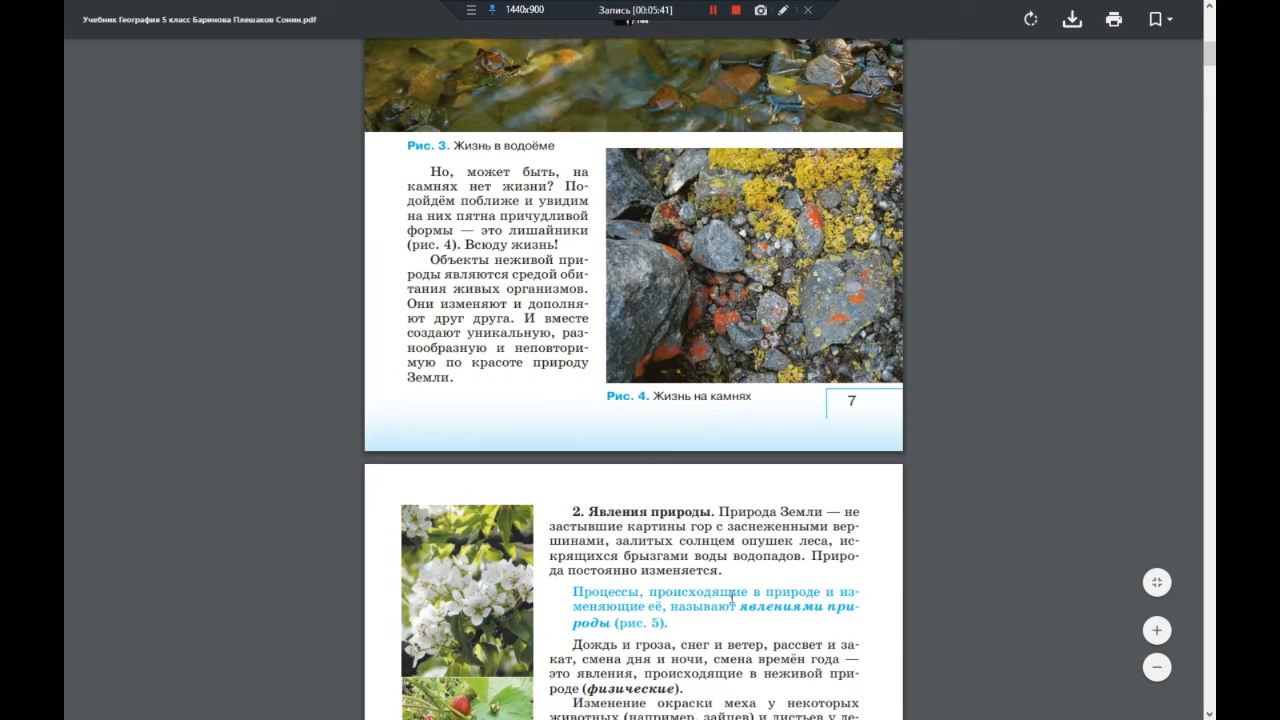 1440x900
Запись [00:05:41]
Учебник География 5 класс Баринова Плешаков Сонин.pdf
Рис. 3. Жизнь в водоёме
Но, может быть, на
камнях нет жизни? По-
дойдём поближе и увидим
на них пятна причудливой
формы — это лишайники
(рис. 4). Всюду жизнь!
Объекты неживой при-
роды являются средой оби-
тания живых организмов.
Они изменяют и дополня-
ют друг друга. И вместе
создают уникальную, раз-
нообразную и неповтори-
мую по красоте природу
Земли.
Рис. 4. Жизнь на камнях
7
2. Явления природы. Природа Земли — не
застывшие картины гор с заснеженными вер-
шинами, залитых солнцем опушек леса, ис-
крящихся брызгами воды водопадов. Приро-
да постоянно изменяется.
Процессы, происходящие в природе и из-
меняющие её, называют явлениями при-
роды (рис. 5).
Дождь и гроза, снег и ветер, рассвет и за-
кат, смена дня и ночи, смена времён года —
это явления, происходящие в неживой при-
роде (физические).
Изменение окраски меха у некоторых
животных (например, зайцев) и листьев у де-